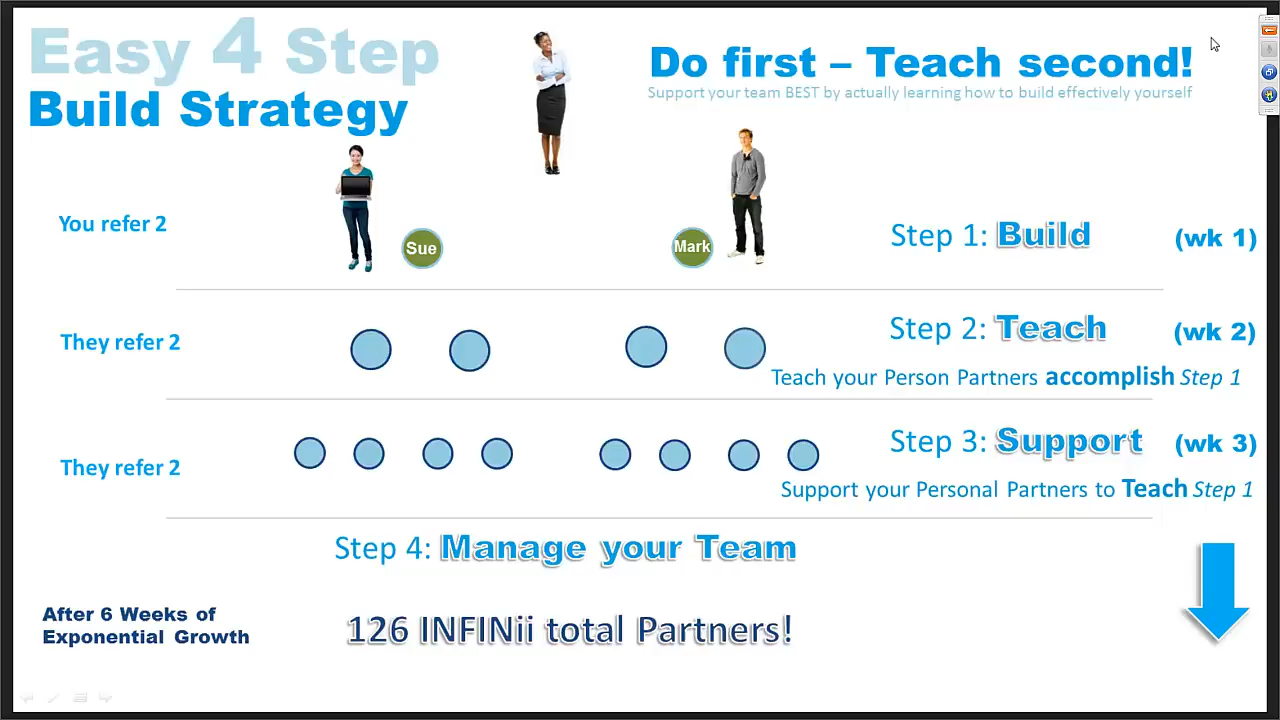 Easy 4 Step
Build Strategy
Do first – Teach second!
Support your team BEST by actually learning how to build effectively yourself
You refer 2
Sue
Mark
Step 1: Build (wk 1)
They refer 2
Step 2: Teach (wk 2)
Teach your Person Partners accomplish Step 1
They refer 2
Step 3: Support (wk 3)
Support your Personal Partners to Teach Step 1
Step 4: Manage your Team
After 6 Weeks of
Exponential Growth
126 INFINii total Partners!